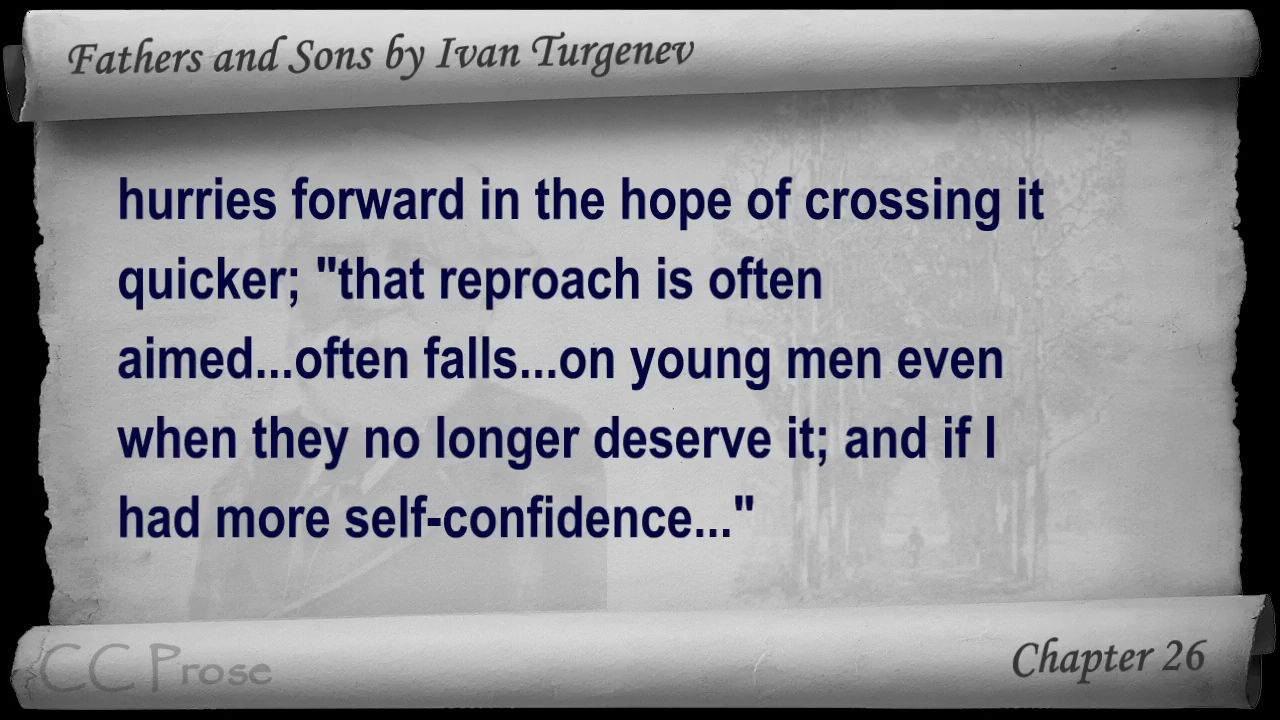 Fathers and Sons by Ivan Turgenev
hurries forward in the hope of crossing it
quicker; "that reproach is often
aimed...often falls...on young men even
when they no longer deserve it; and if I
had more self-confidence..."
CC Prose
Chapter 26